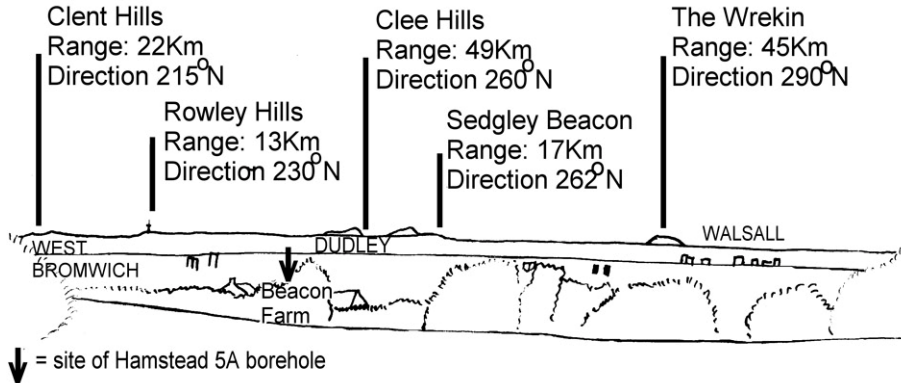 Clent Hills
Range: 22Km
Direction 215°N
Rowley Hills
Range: 13Km
Direction 230°N
Clee Hills
Range: 49Km
Direction 260°N
Sedgley Beacon
Range: 17Km
Direction 262°N
The Wrekin
Range: 45Km
Direction 290°N
WEST
BROMWICH
DUDLEY
WALSALL
Beacon
Farm
= site of Hamstead 5A borehole